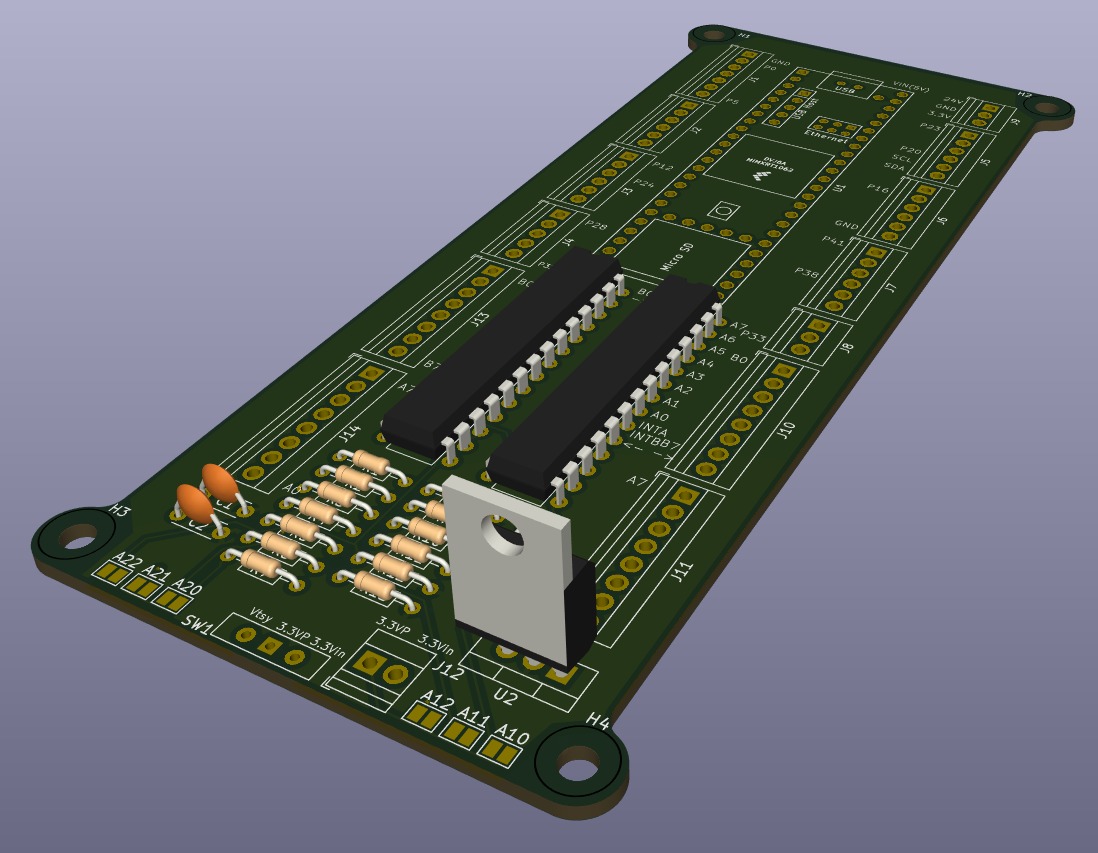 H1
GND
P0
J1
USB
VIN(5V)
H2
24V
GND
3.3V
J9
P5
J2
USB Host
Ethernet
P23
J5
P20
SCL
SDA
P12
P24
J3
DVJ6A
MIMXRT1062
U1
P16
J6
GND
P28
J4
Micro SD
P41
P38
J7
J13
B7
A7
A6
A5
A4
A3
A2
A1
A0
INTA
INTB
B7
B0
P33
J8
J10
J14
A7
J11
H3
C1
C2
A22 A21 A20
SW1
Vtsy 3.3VP 3.3Vin
3.3VP 3.3Vin
J12
U2
A12 A11 A10
H4